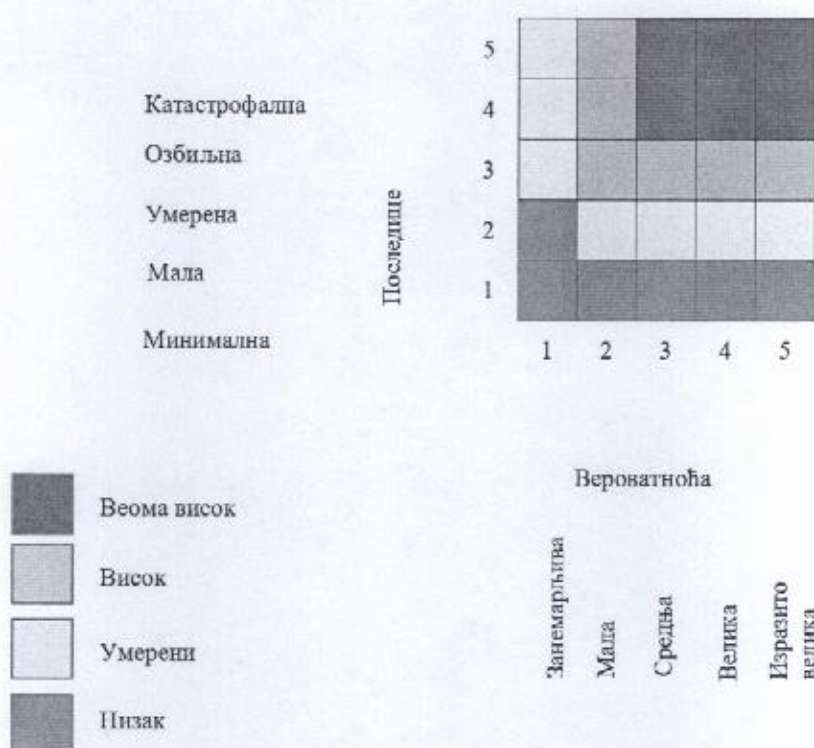 5
Катастрофална
4
Озбиљна
3
Умерена
2
Мала
1
Минимална
Последице
1 2 3 4 5
Вероватноћа
Занемарљива
Мала
Средња
Велика
Изразито
велика
Веома висок
Висок
Умерени
Низак